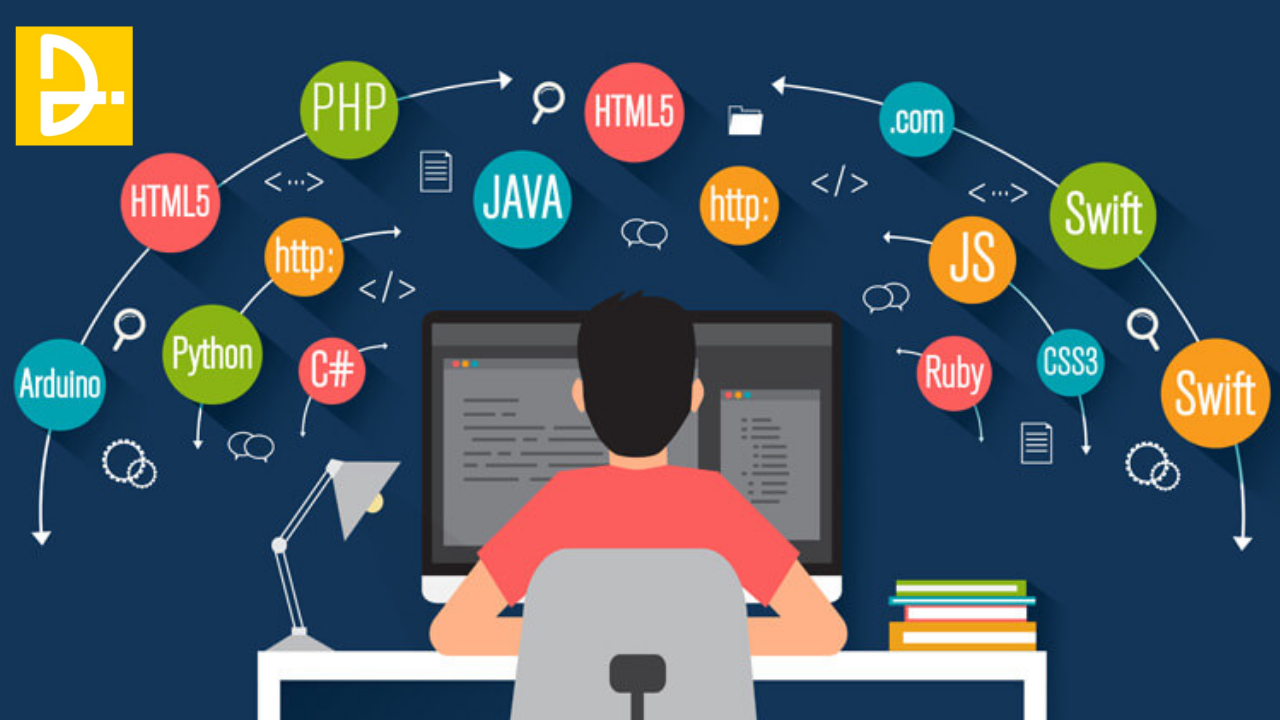 PHP
HTML5
.com
HTML5
JAVA
http:
Swift
http:
JS
Python
C#
Ruby
CSS3
Arduino
Swift